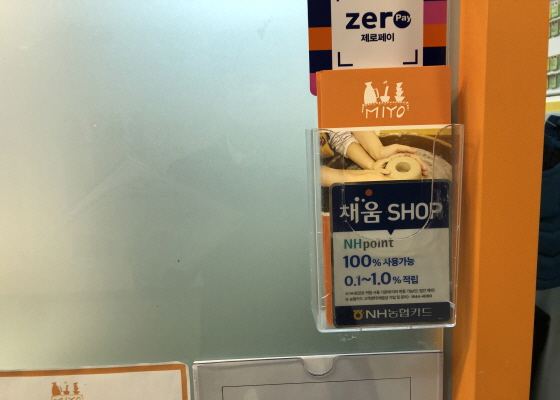 zero Pay
제로페이
MIYO
채움 SHOP
NHpoint
100% 사용가능
0.1~1.0% 적립
NH농협카드
MIYO